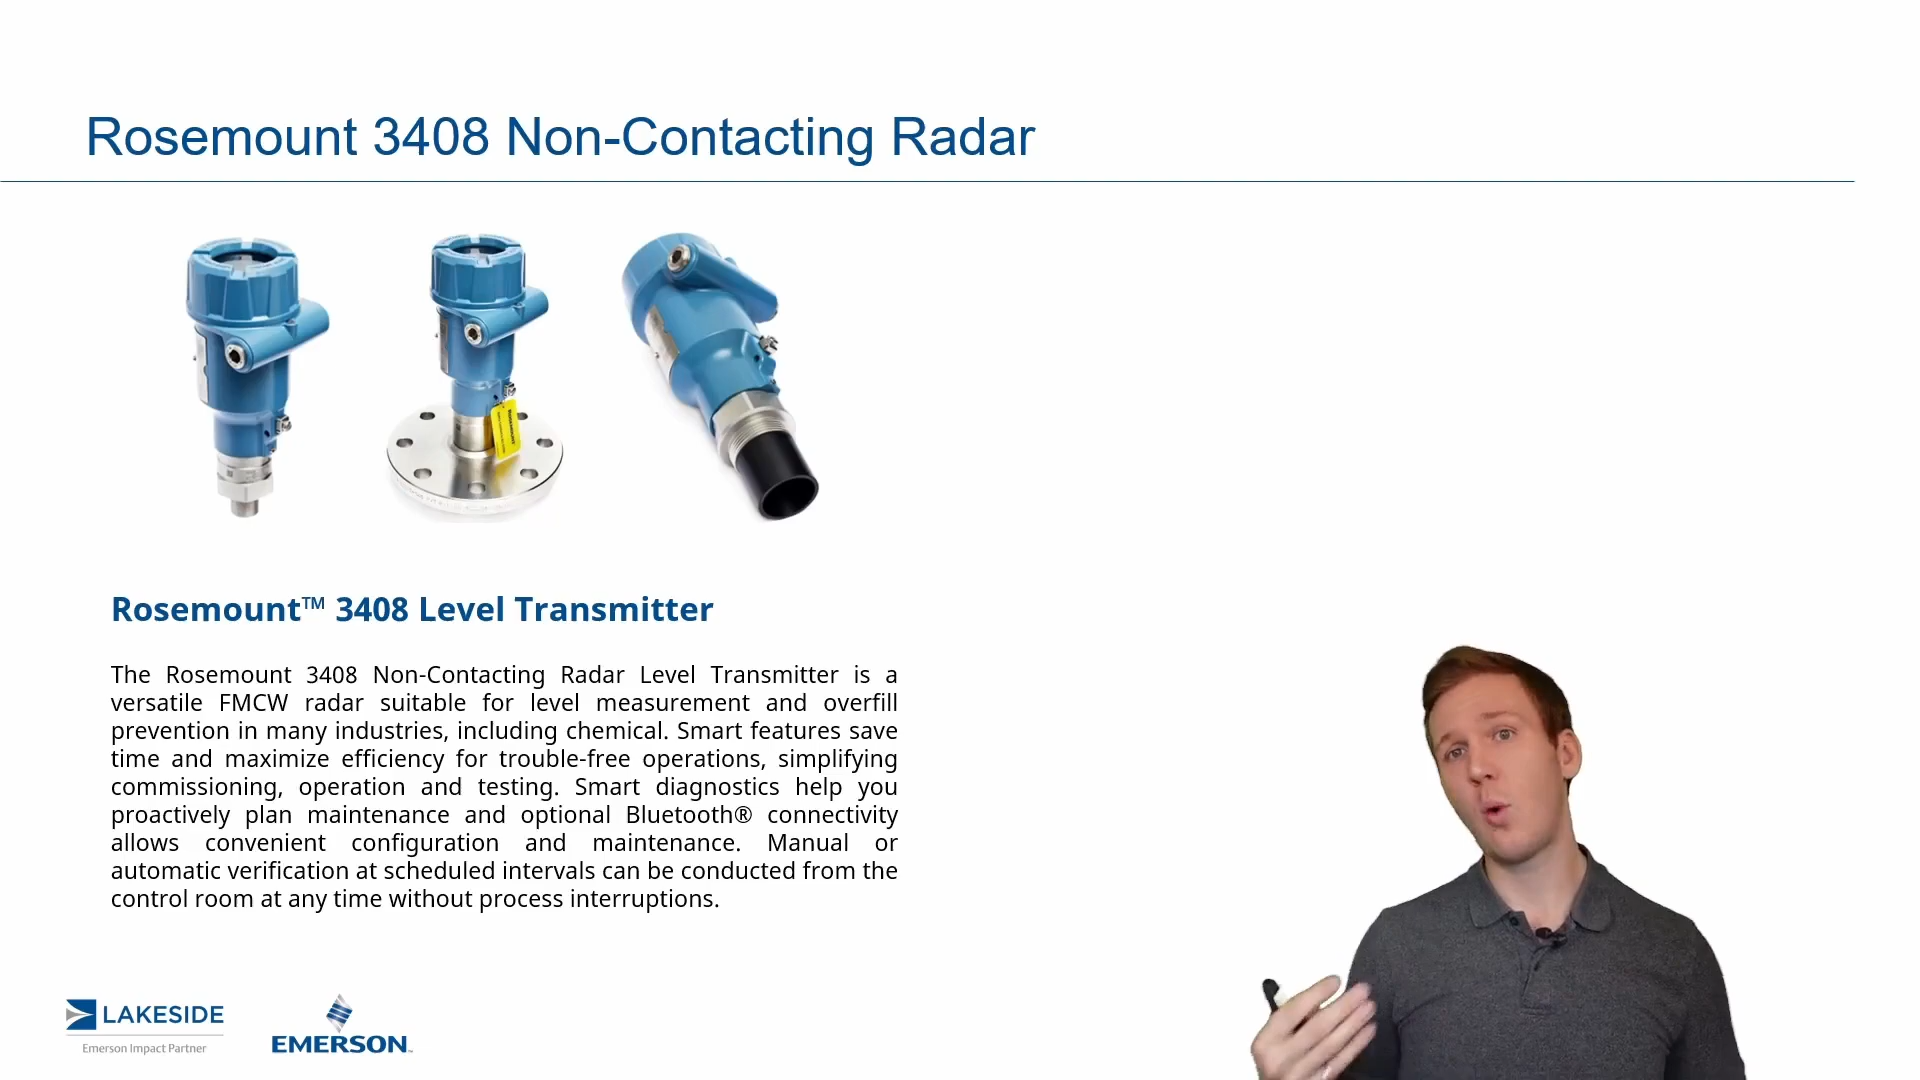 Rosemount 3408 Non-Contacting Radar
Rosemount™ 3408 Level Transmitter
The Rosemount 3408 Non-Contacting Radar Level Transmitter is a
versatile FMCW radar suitable for level measurement and overfill
prevention in many industries, including chemical. Smart features save
time and maximize efficiency for trouble-free operations, simplifying
commissioning, operation and testing. Smart diagnostics help you
proactively plan maintenance and optional Bluetooth® connectivity
allows convenient configuration and maintenance. Manual or
automatic verification at scheduled intervals can be conducted from the
control room at any time without process interruptions.
LAKESIDE
Emerson Impact Partner
EMERSON™